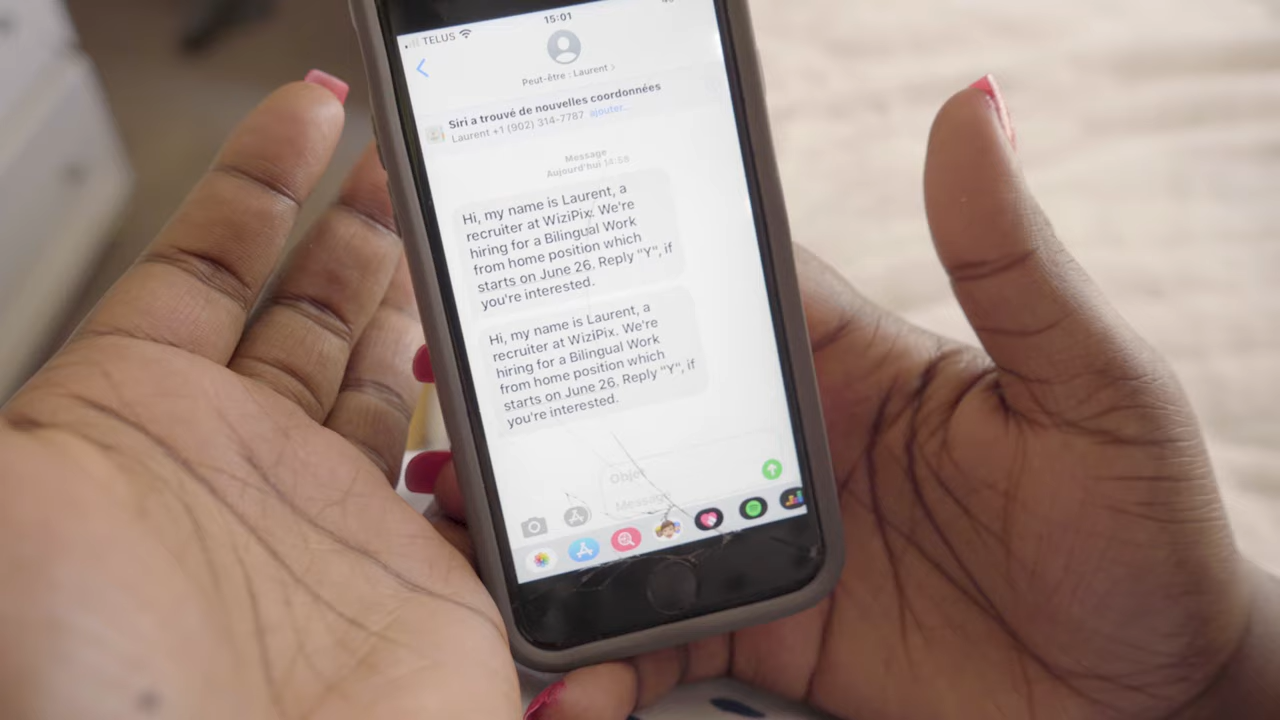 TELUS
15:01
Peut-être : Laurent
Siri a trouvé de nouvelles coordonnées
Laurent +1 (902) 314-7787 ajouter...
Message
Aujourd'hui 14:58
Hi, my name is Laurent, a
recruiter at WiziPix. We're
hiring for a Bilingual Work
from home position which
starts on June 26. Reply "Y", if
you're interested.
Hi, my name is Laurent, a
recruiter at WiziPix. We're
hiring for a Bilingual Work
from home position which
starts on June 26. Reply "Y", if
you're interested.
Objet
Message